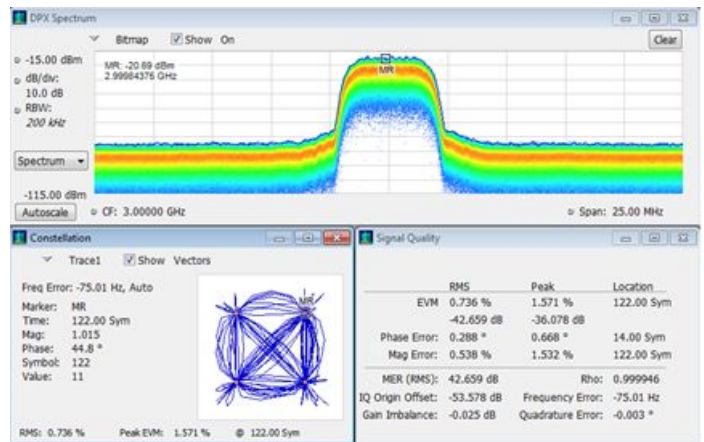 DPX Spectrum
Bitmap Show On Clear
-15.00 dBm
MR: -20.69 dBm
2.99984376 GHz
MR
dB/div:
10.0 dB
RBW:
200 kHz
Spectrum
-115.00 dBm
Autoscale CF: 3.00000 GHz Span: 25.00 MHz
Constellation
Trace1 Show Vectors
Freq Error: -75.01 Hz, Auto
Marker: MR
Time: 122.00 Sym
Mag: 1.015
Phase: 44.8 °
Symbol: 122
Value: 11
MR
RMS: 0.736 % Peak EVM: 1.571 % @ 122.00 Sym
Signal Quality
RMS Peak Location
EVM 0.736 % 1.571 % 122.00 Sym
-42.659 dB -36.078 dB
Phase Error: 0.288 ° 0.668 ° 14.00 Sym
Mag Error: 0.538 % 1.532 % 122.00 Sym
MER (RMS): 42.659 dB Rho: 0.999946
IQ Origin Offset: -53.578 dB Frequency Error: -75.01 Hz
Gain Imbalance: -0.025 dB Quadrature Error: -0.003 °